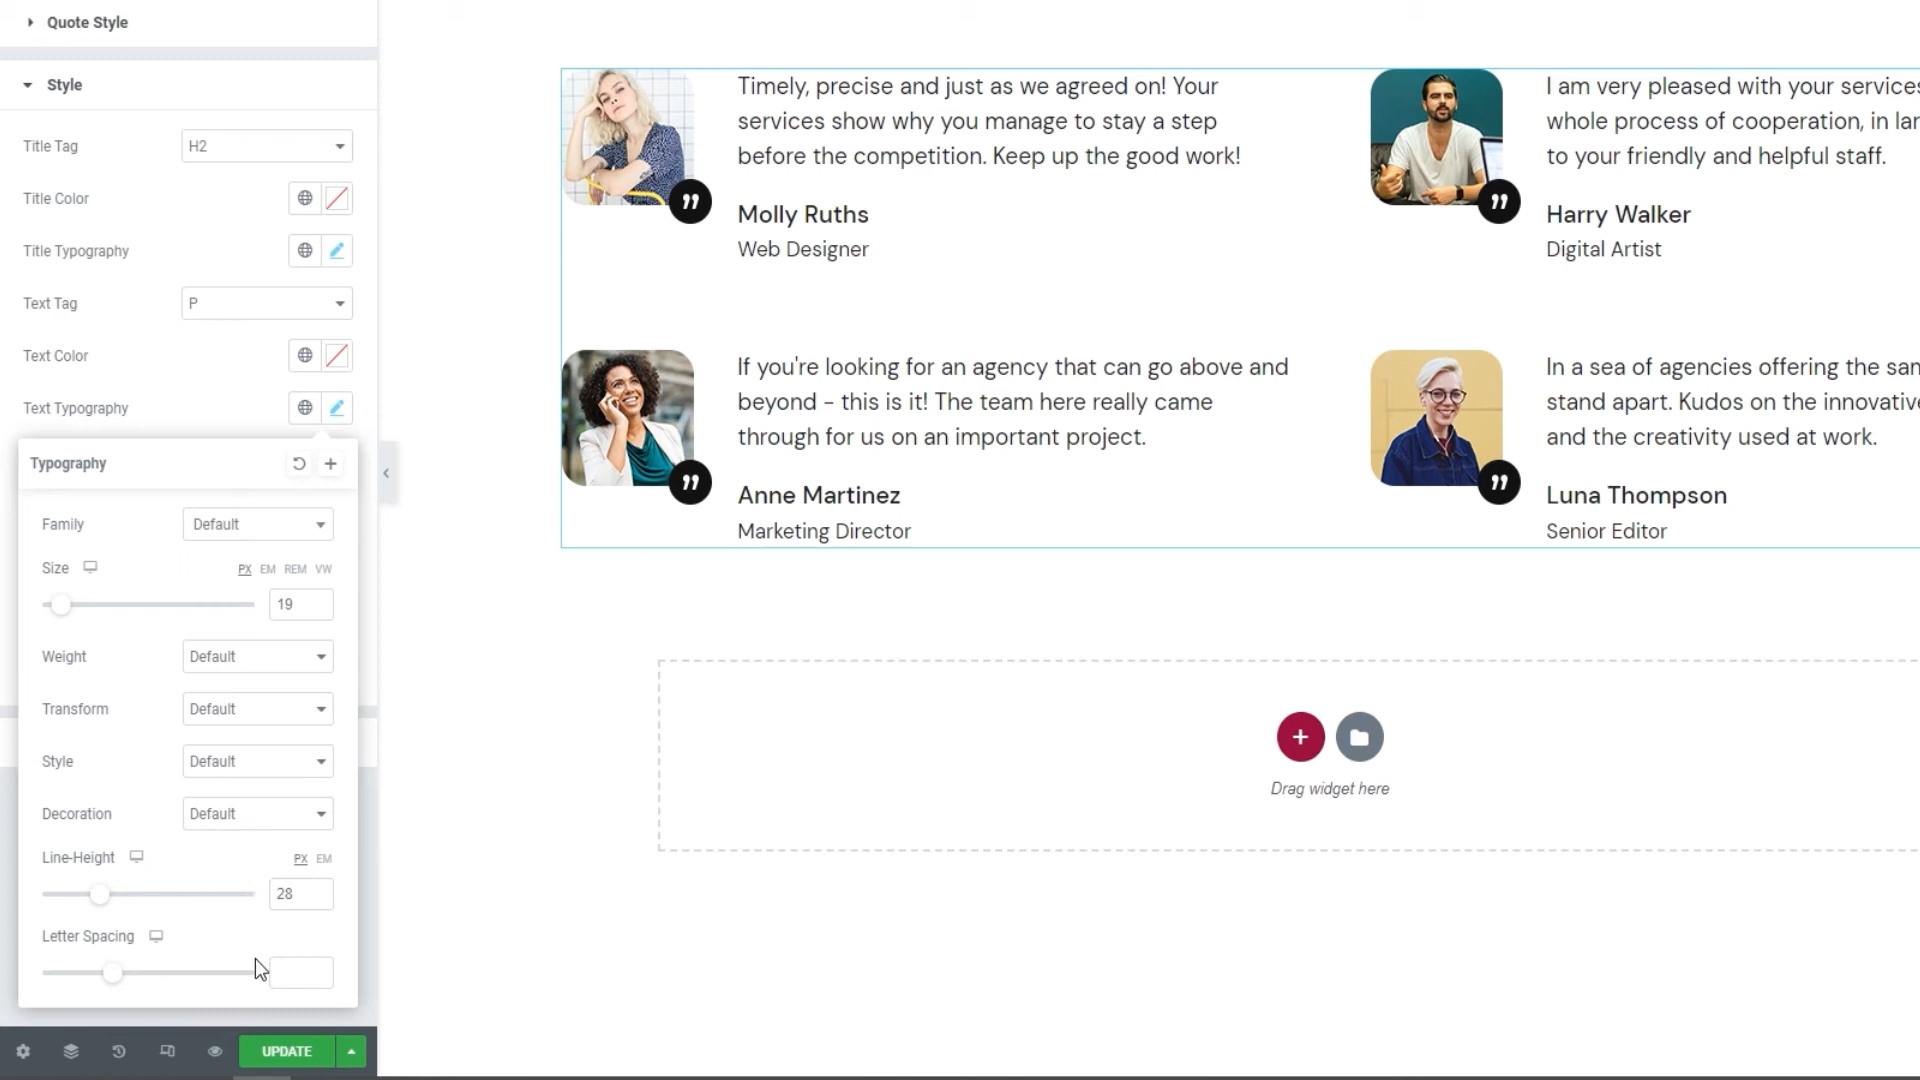 Quote Style
Style
Title Tag H2
Title Color
Title Typography
Text Tag P
Text Color
Text Typography
Typography
Family Default
Size PX EM REM VW
19
Weight Default
Transform Default
Style Default
Decoration Default
Line-Height PX EM
28
Letter Spacing
UPDATE
Timely, precise and just as we agreed on! Your
services show why you manage to stay a step
before the competition. Keep up the good work!
Molly Ruths
Web Designer
I am very pleased with your services
whole process of cooperation, in lar
to your friendly and helpful staff.
Harry Walker
Digital Artist
If you're looking for an agency that can go above and
beyond - this is it! The team here really came
through for us on an important project.
Anne Martinez
Marketing Director
In a sea of agencies offering the sam
stand apart. Kudos on the innovative
and the creativity used at work.
Luna Thompson
Senior Editor
Drag widget here